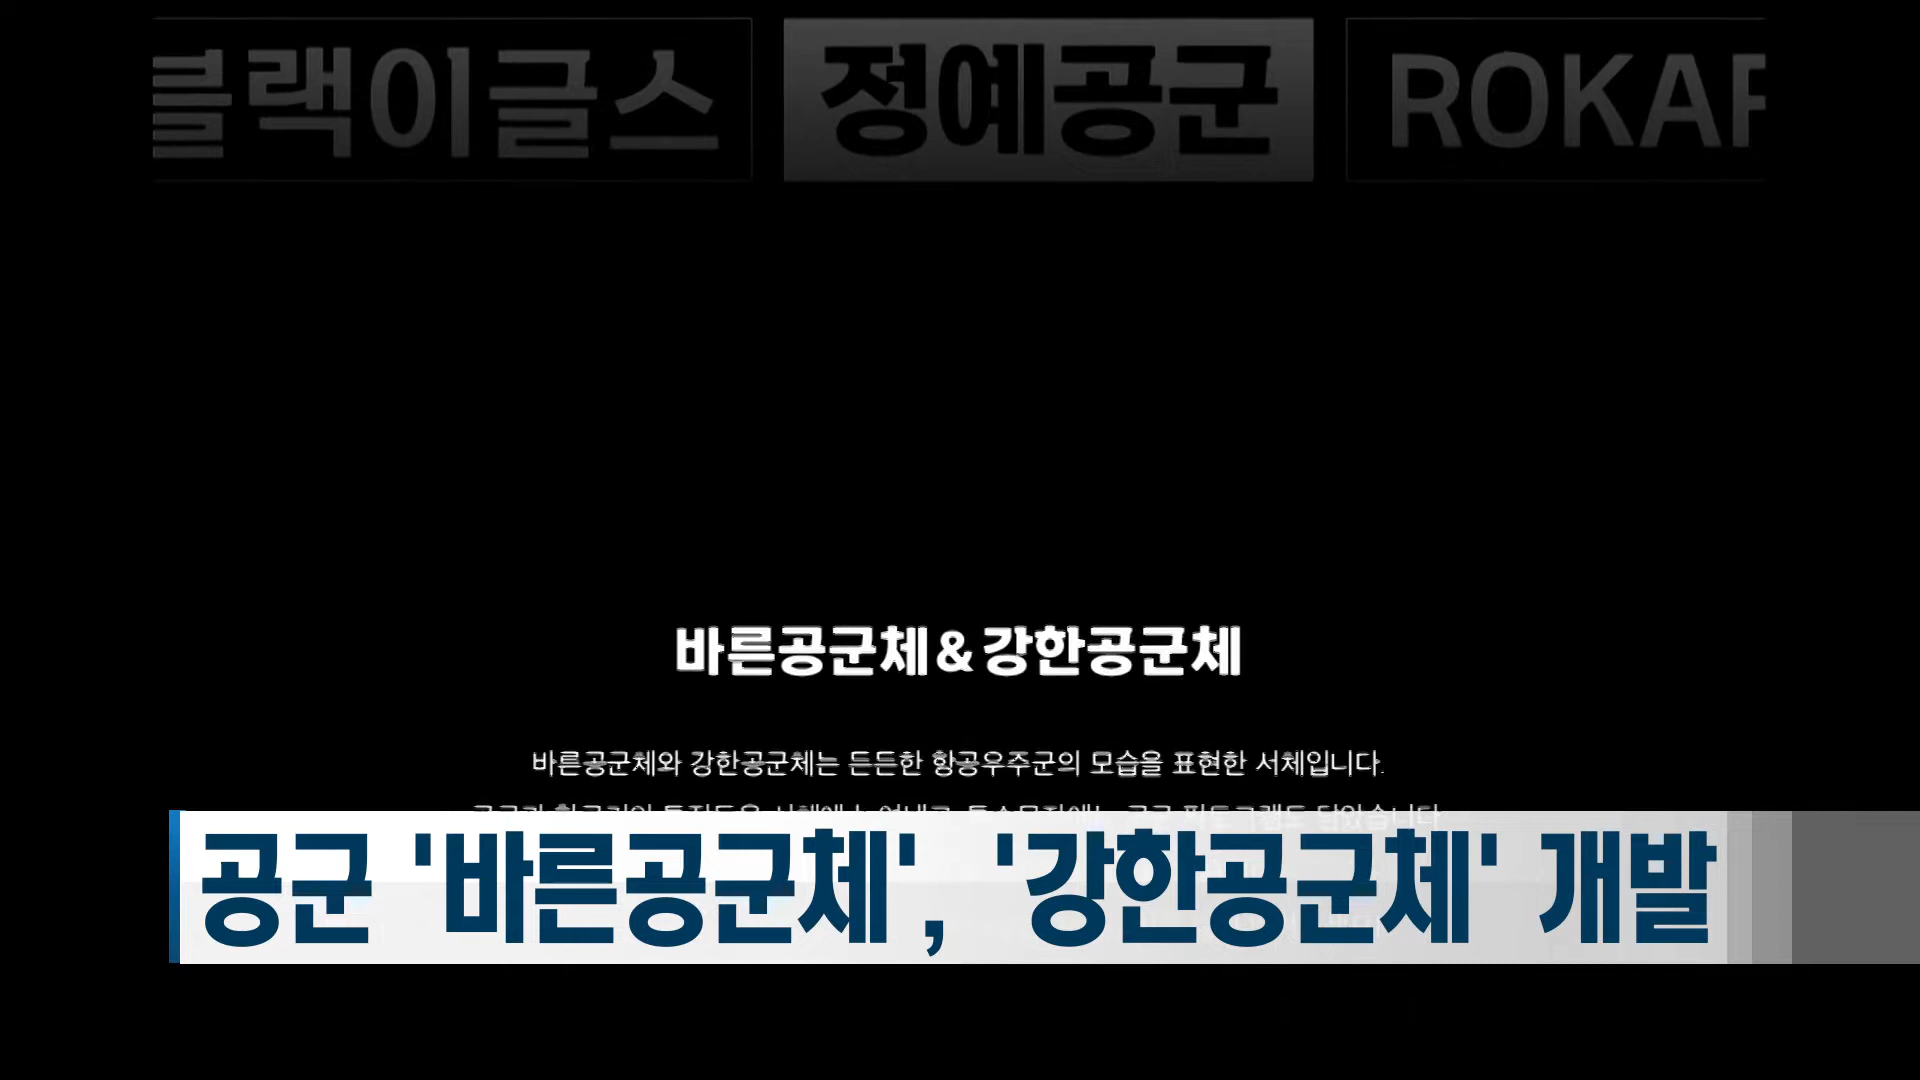 블랙이글스 정예공군 ROKAF
바른공군체&강한공군체
바른공군체와 강한공군체는 든든한 항공우주군의 모습을 표현한 서체입니다.
공군 '바른공군체', '강한공군체' 개발